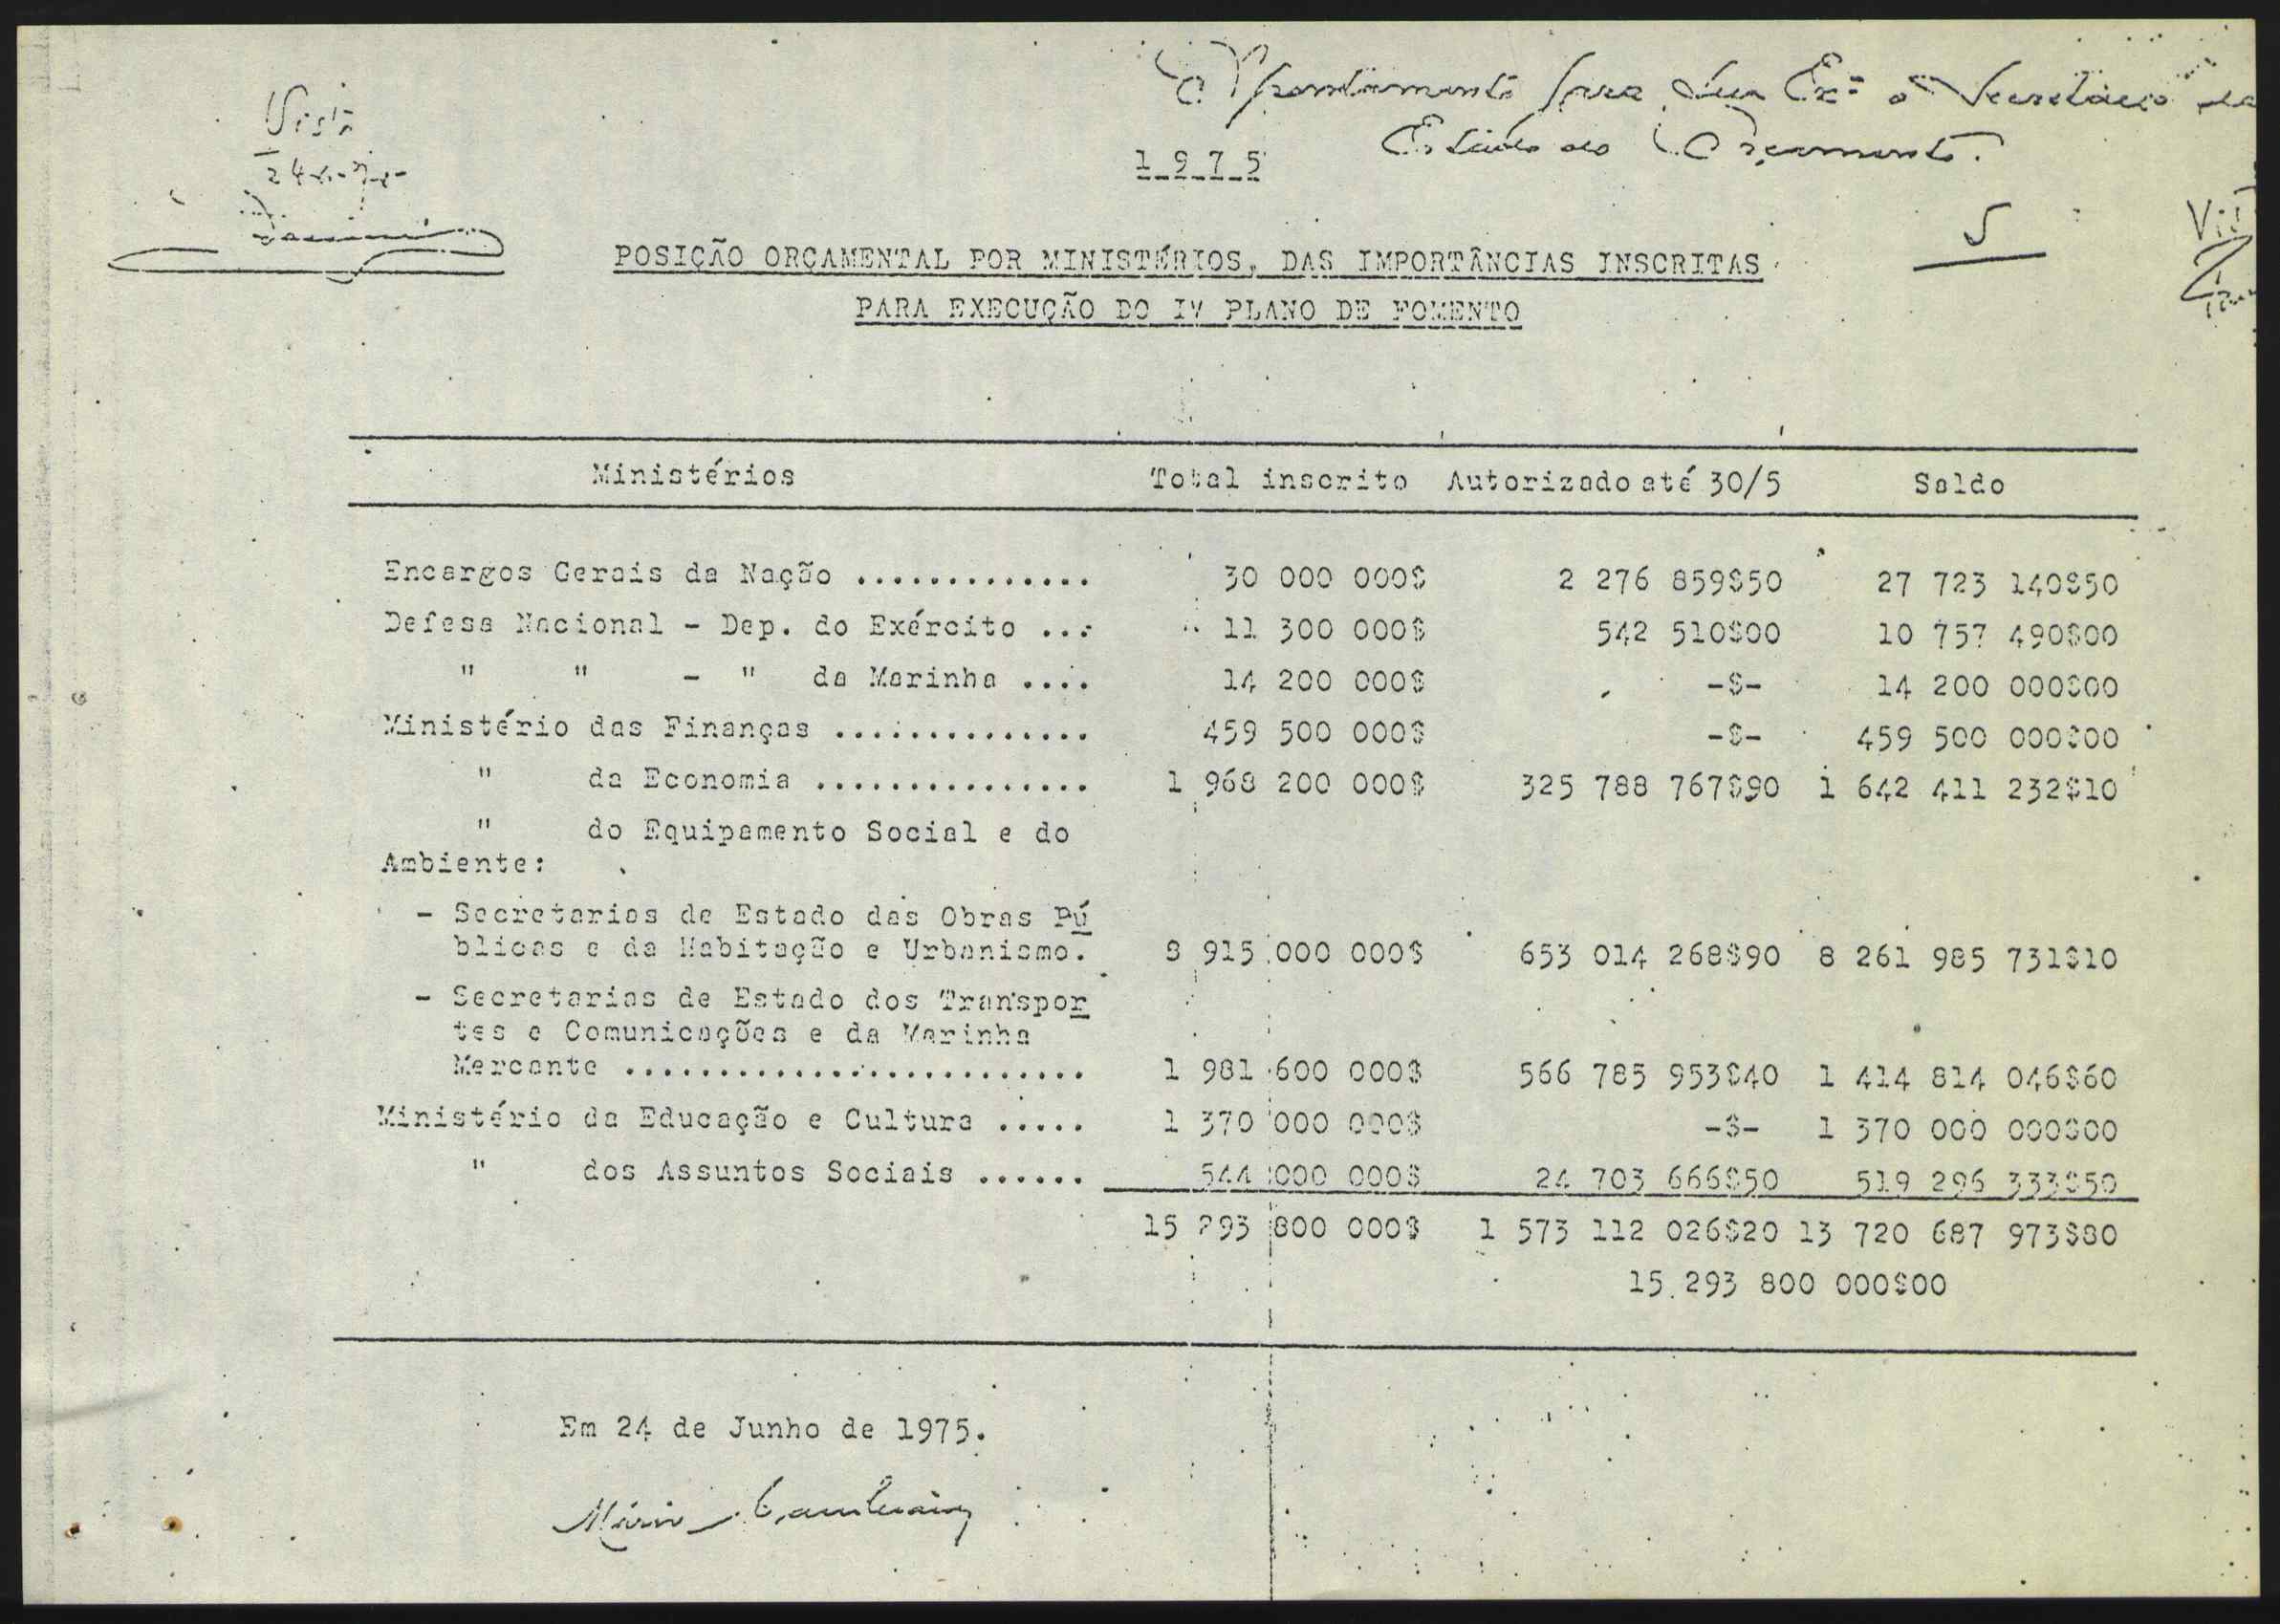 Apontamento para Sua Exª o Secretário de
Estado do Orçamento.
Visto
1975
5
POSIÇÃO ORÇAMENTAL POR MINISTÉRIOS, DAS IMPORTÂNCIAS INSCRITAS
PARA EXECUÇÃO DO IV PLANO DE FOMENTO
Ministérios Total inscrito Autorizado até 30/5 Saldo
Encargos Gerais da Nação ............. 30 000 000$ 2 276 859$50 27 723 140$50
Defesa Nacional - Dep. do Exército ... 11 300 000$ 542 510$00 10 757 490$00
" " - " da Marinha .... 14 200 000$ -$- 14 200 000$00
Ministério das Finanças .............. 459 500 000$ -$- 459 500 000$00
" da Economia ............... 1 968 200 000$ 325 788 767$90 1 642 411 232$10
" do Equipamento Social e do
Ambiente:
- Secretarias de Estado das Obras Pú
blicas e da Habitação e Urbanismo. 8 915 000 000$ 653 014 268$90 8 261 985 731$10
- Secretarias de Estado dos Transpor
tes e Comunicações e da Marinha
Mercante ......................... 1 981 600 000$ 566 785 953$40 1 414 814 046$60
Ministério da Educação e Cultura ..... 1 370 000 000$ -$- 1 370 000 000$00
" dos Assuntos Sociais ...... 544 000 000$ 24 703 666$50 519 296 333$50
15 293 800 000$ 1 573 112 026$20 13 720 687 973$80
15 293 800 000$00
Em 24 de Junho de 1975.